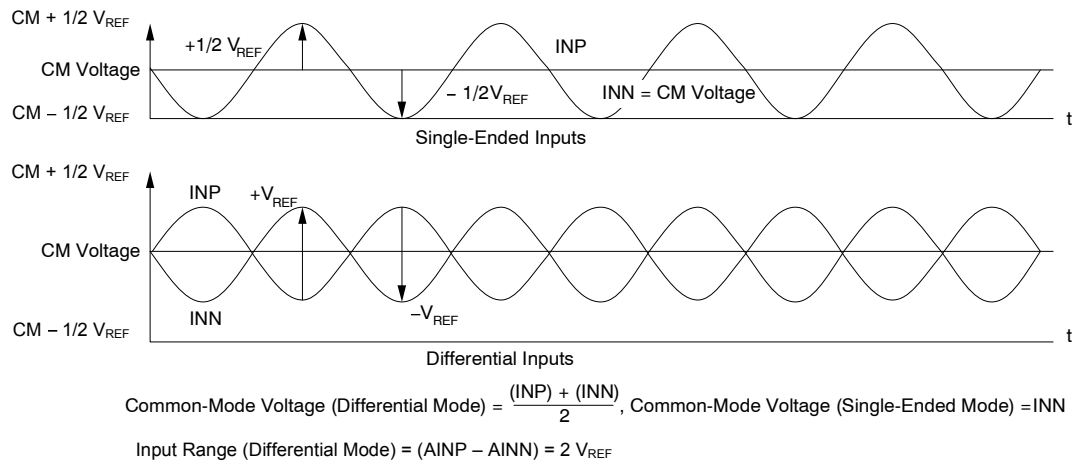 CM + 1/2 VREF
+1/2 VREF
INP
CM Voltage
− 1/2VREF
INN = CM Voltage
CM − 1/2 VREF
t
Single-Ended Inputs
CM + 1/2 VREF
INP
+VREF
CM Voltage
INN
−VREF
CM − 1/2 VREF
t
Differential Inputs
Common-Mode Voltage (Differential Mode) = (INP) + (INN) / 2, Common-Mode Voltage (Single-Ended Mode) = INN
Input Range (Differential Mode) = (AINP − AINN) = 2 VREF